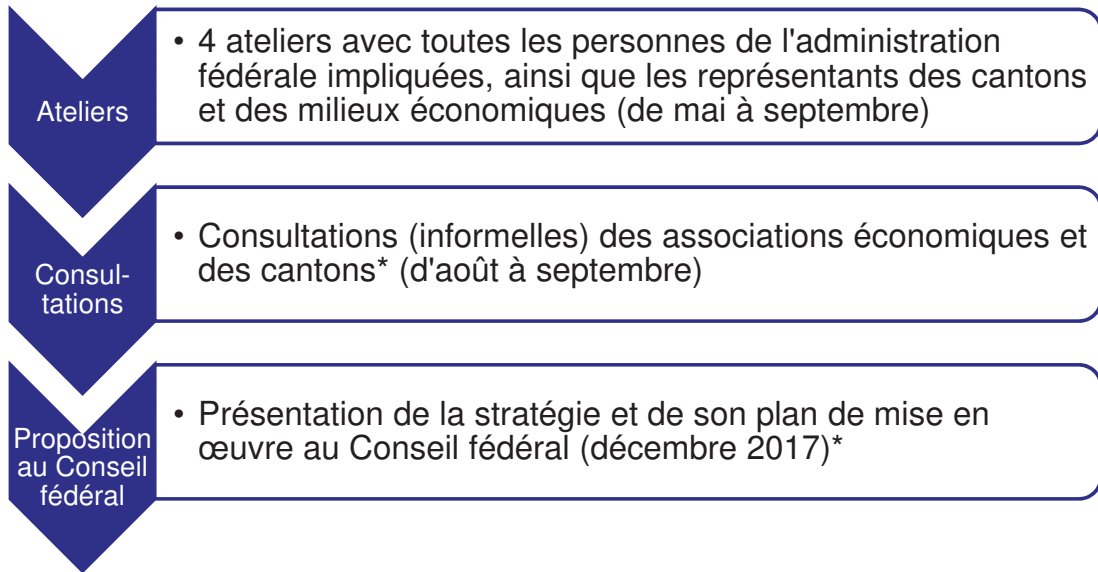 Ateliers
• 4 ateliers avec toutes les personnes de l'administration
fédérale impliquées, ainsi que les représentants des cantons
et des milieux économiques (de mai à septembre)
Consul-
tations
• Consultations (informelles) des associations économiques et
des cantons* (d'août à septembre)
Proposition
au Conseil
fédéral
• Présentation de la stratégie et de son plan de mise en
œuvre au Conseil fédéral (décembre 2017)*